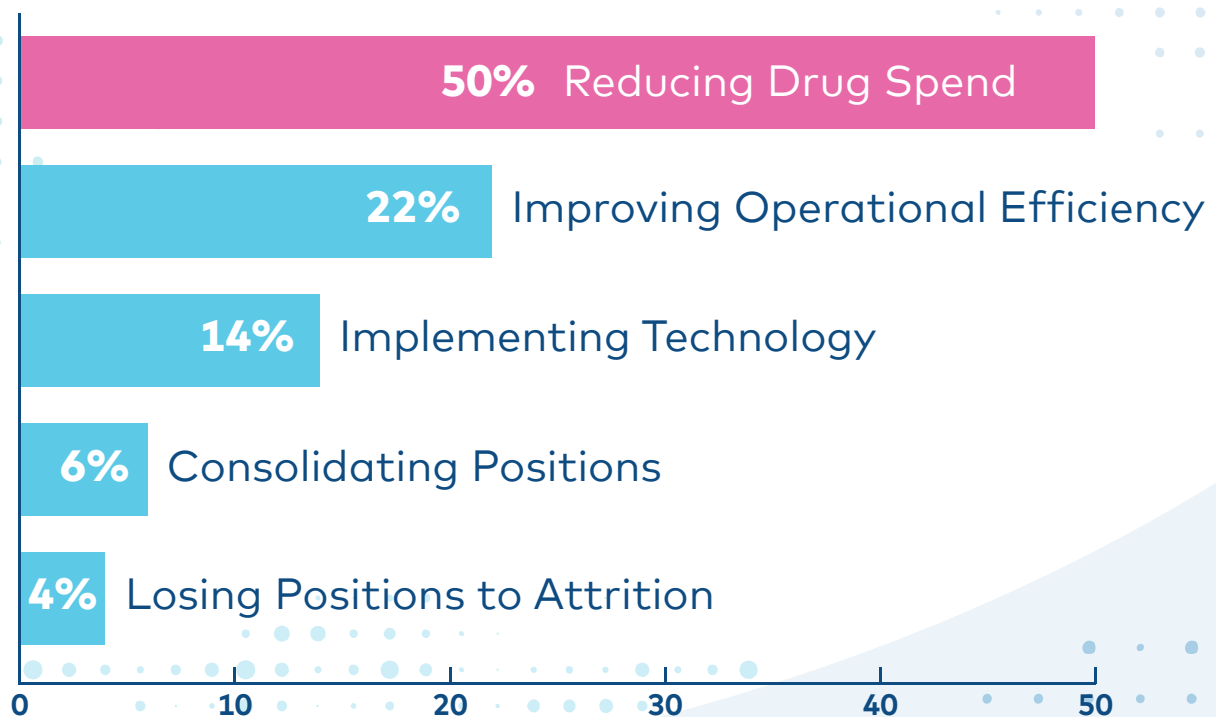 50% Reducing Drug Spend
22% Improving Operational Efficiency
14% Implementing Technology
6% Consolidating Positions
4% Losing Positions to Attrition
0 10 20 30 40 50